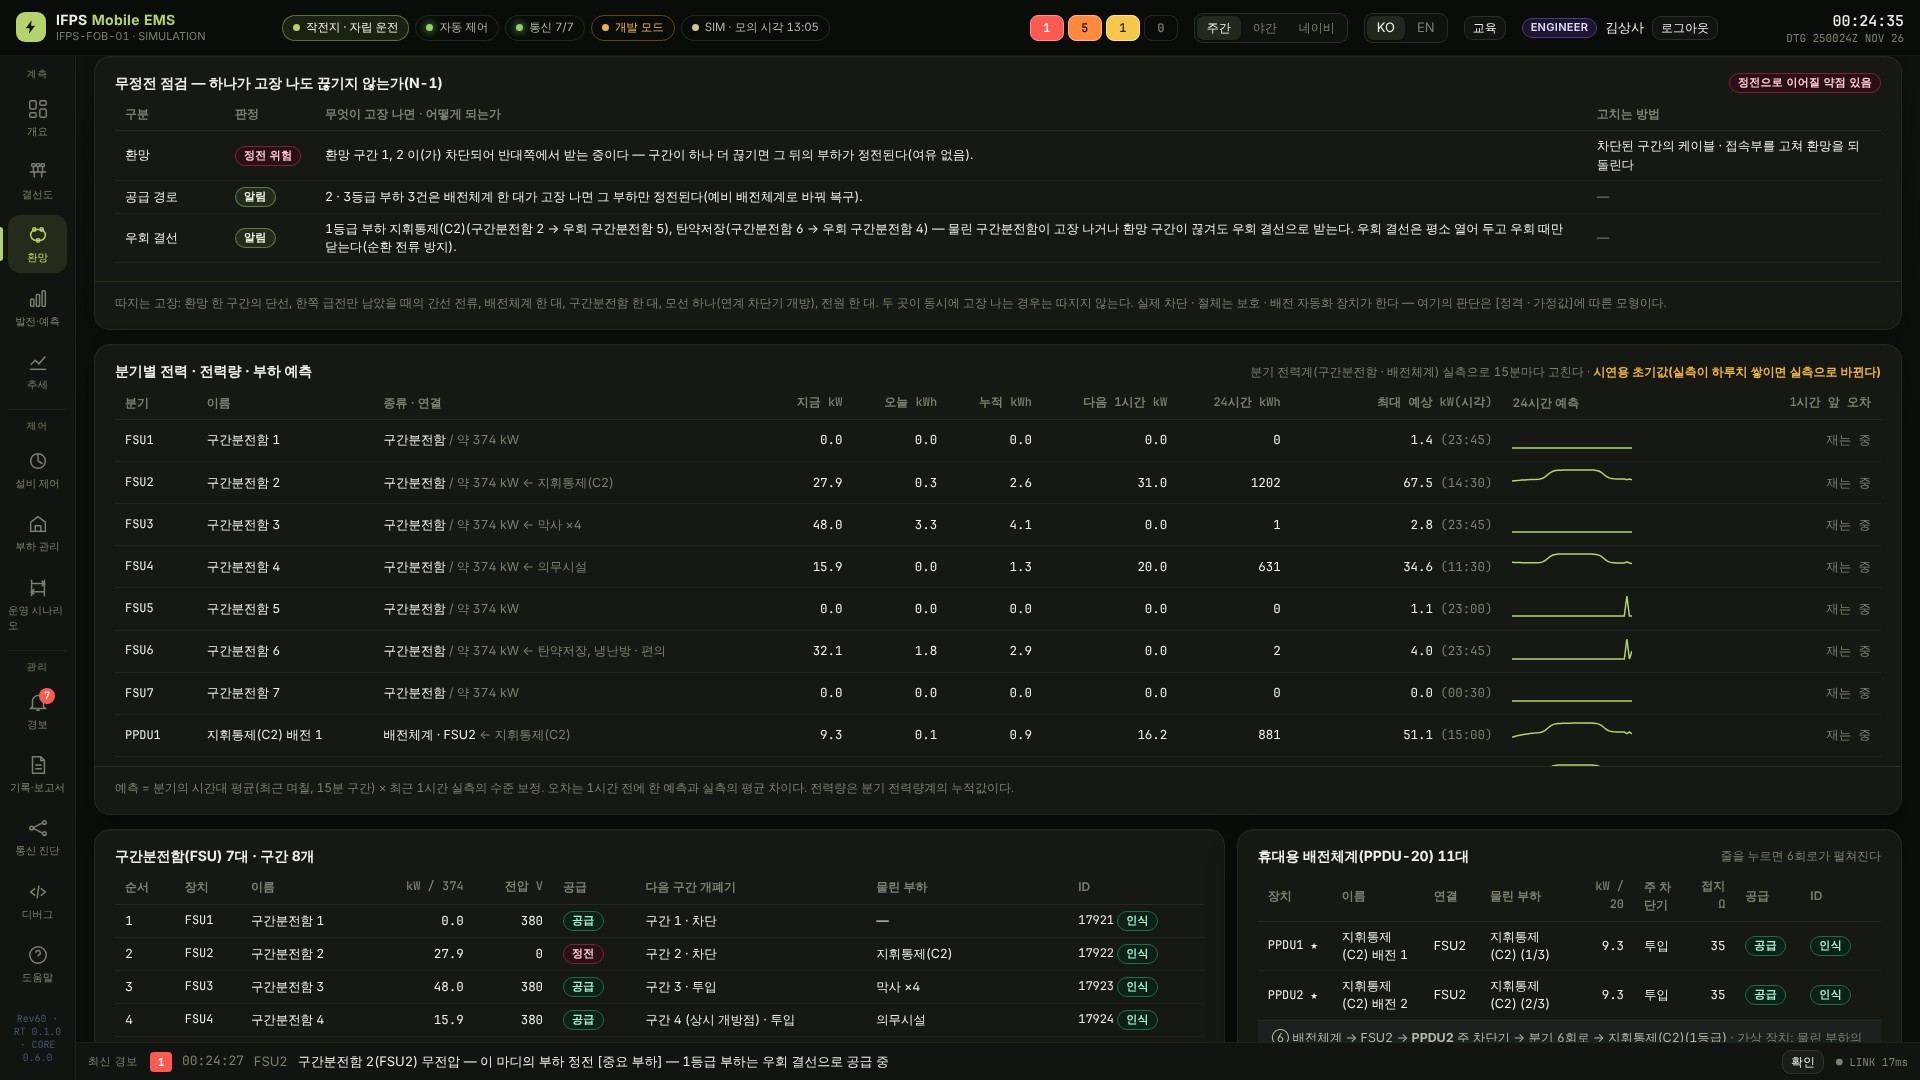 IFPS Mobile EMS
IFPS-FOB-01 · SIMULATION
작전지 · 자립 운전
자동 제어
통신 7/7
개발 모드
SIM · 모의 시각 13:05
1 5 1 0
주간 야간 네이비
KO EN
교육
ENGINEER 김상사 로그아웃
00:24:35
DTG 250024Z NOV 26
계측
개요
결선도
환망
발전·예측
추세
제어
설비 제어
부하 관리
운영 시나리
오
관리
7
경보
기록·보고서
통신 진단
디버그
도움말
Rev60 ·
RT 0.1.0
· CORE
0.6.0
무정전 점검 — 하나가 고장 나도 끊기지 않는가(N-1)
정전으로 이어질 약점 있음
구분 판정 무엇이 고장 나면 · 어떻게 되는가 고치는 방법
환망 정전 위험 환망 구간 1, 2 이(가) 차단되어 반대쪽에서 받는 중이다 — 구간이 하나 더 끊기면 그 뒤의 부하가 정전된다(여유 없음). 차단된 구간의 케이블 · 접속부를 고쳐 환망을 되
돌린다
공급 경로 알림 2 · 3등급 부하 3건은 배전체계 한 대가 고장 나면 그 부하만 정전된다(예비 배전체계로 바꿔 복구). —
우회 결선 알림 1등급 부하 지휘통제(C2)(구간분전함 2 → 우회 구간분전함 5), 탄약저장(구간분전함 6 → 우회 구간분전함 4) — 물린 구간분전함이 고장 나거나 환망 구간이 끊겨도 우회 결선으로 받는다. 우회 결선은 평소 열어 두고 우회 때만
닫는다(순환 전류 방지). —
따지는 고장: 환망 한 구간의 단선, 한쪽 급전만 남았을 때의 간선 전류, 배전체계 한 대, 구간분전함 한 대, 모선 하나(연계 차단기 개방), 전원 한 대. 두 곳이 동시에 고장 나는 경우는 따지지 않는다. 실제 차단 · 절체는 보호 · 배전 자동화 장치가 한다 — 여기의 판단은 [정격 · 가정값]에 따른 모형이다.
분기별 전력 · 전력량 · 부하 예측
분기 전력계(구간분전함 · 배전체계) 실측으로 15분마다 고친다 · 시연용 초기값(실측이 하루치 쌓이면 실측으로 바뀐다)
분기 이름 종류 · 연결 지금 kW 오늘 kWh 누적 kWh 다음 1시간 kW 24시간 kWh 최대 예상 kW(시각) 24시간 예측 1시간 앞 오차
FSU1 구간분전함 1 구간분전함 / 약 374 kW 0.0 0.0 0.0 0.0 0 1.4 (23:45) 재는 중
FSU2 구간분전함 2 구간분전함 / 약 374 kW ← 지휘통제(C2) 27.9 0.3 2.6 31.0 1202 67.5 (14:30) 재는 중
FSU3 구간분전함 3 구간분전함 / 약 374 kW ← 막사 ×4 48.0 3.3 4.1 0.0 1 2.8 (23:45) 재는 중
FSU4 구간분전함 4 구간분전함 / 약 374 kW ← 의무시설 15.9 0.0 1.3 20.0 631 34.6 (11:30) 재는 중
FSU5 구간분전함 5 구간분전함 / 약 374 kW 0.0 0.0 0.0 0.0 0 1.1 (23:00) 재는 중
FSU6 구간분전함 6 구간분전함 / 약 374 kW ← 탄약저장, 냉난방 · 편의 32.1 1.8 2.9 0.0 2 4.0 (23:45) 재는 중
FSU7 구간분전함 7 구간분전함 / 약 374 kW 0.0 0.0 0.0 0.0 0 0.0 (00:30) 재는 중
PPDU1 지휘통제(C2) 배전 1 배전체계 · FSU2 ← 지휘통제(C2) 9.3 0.1 0.9 16.2 881 51.1 (15:00) 재는 중
예측 = 분기의 시간대 평균(최근 며칠, 15분 구간) × 최근 1시간 실측의 수준 보정. 오차는 1시간 전에 한 예측과 실측의 평균 차이다. 전력량은 분기 전력량계의 누적값이다.
구간분전함(FSU) 7대 · 구간 8개
순서 장치 이름 kW / 374 전압 V 공급 다음 구간 개폐기 물린 부하 ID
1 FSU1 구간분전함 1 0.0 380 공급 구간 1 · 차단 — 17921 인식
2 FSU2 구간분전함 2 27.9 0 정전 구간 2 · 차단 지휘통제(C2) 17922 인식
3 FSU3 구간분전함 3 48.0 380 공급 구간 3 · 투입 막사 ×4 17923 인식
4 FSU4 구간분전함 4 15.9 380 공급 구간 4 (상시 개방점) · 투입 의무시설 17924 인식
휴대용 배전체계(PPDU-20) 11대
줄을 누르면 6회로가 펼쳐진다
장치 이름 연결 물린 부하 kW / 20 주 차단기 접지 Ω 공급 ID
PPDU1 ★ 지휘통제 (C2) 배전 1 FSU2 지휘통제 (C2) (1/3) 9.3 투입 35 공급 인식
PPDU2 ★ 지휘통제 (C2) 배전 2 FSU2 지휘통제 (C2) (2/3) 9.3 투입 35 공급 인식
⑥ 배전체계 → FSU2 → PPDU2 주 차단기 → 분기 6회로 → 지휘통제(C2)(1등급) · 가상 장치: 물린 부하의
최신 경보 1 00:24:27 FSU2 구간분전함 2(FSU2) 무전압 — 이 마디의 부하 정전 [중요 부하] — 1등급 부하는 우회 결선으로 공급 중
확인
LINK 17ms